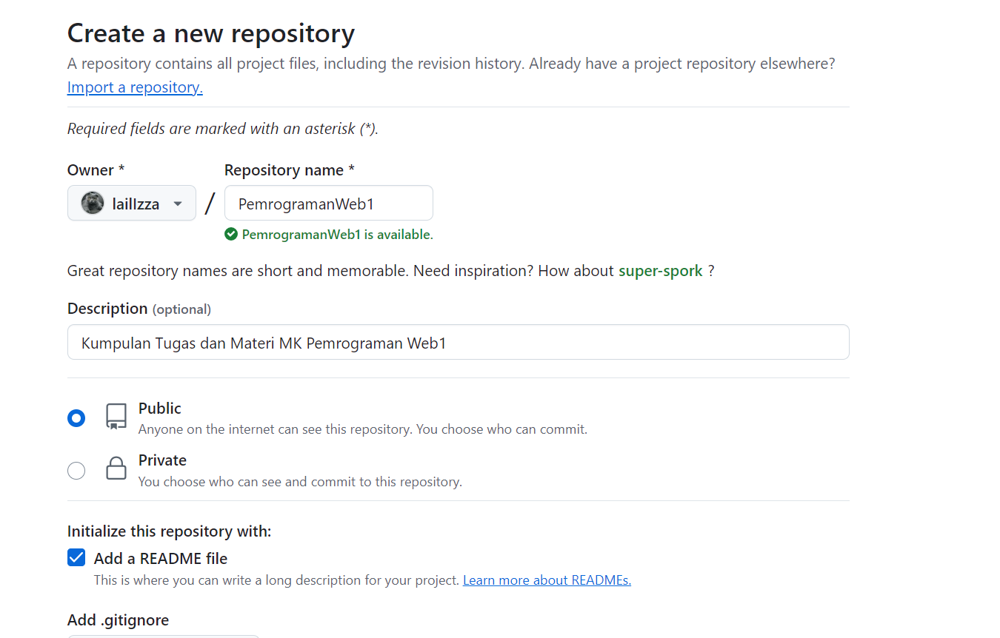 Create a new repository
A repository contains all project files, including the revision history. Already have a project repository elsewhere?
Import a repository.
Required fields are marked with an asterisk (*).
Owner *
Repository name *
lailIzza
/
PemrogramanWeb1
PemrogramanWeb1 is available.
Great repository names are short and memorable. Need inspiration? How about super-spork ?
Description (optional)
Kumpulan Tugas dan Materi MK Pemrograman Web1
Public
Anyone on the internet can see this repository. You choose who can commit.
Private
You choose who can see and commit to this repository.
Initialize this repository with:
Add a README file
This is where you can write a long description for your project. Learn more about READMEs.
Add .gitignore